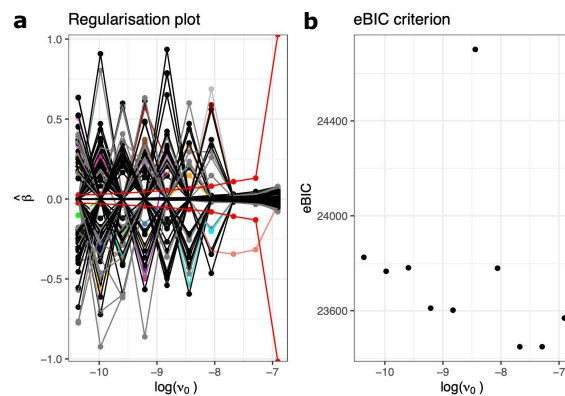 a Regularisation plot
1.0
0.5
0.0
−0.5
−1.0
β̂
−10 −9 −8 −7
log(ν0 )
b eBIC criterion
24400
24000
23600
eBIC
−10 −9 −8 −7
log(ν0 )